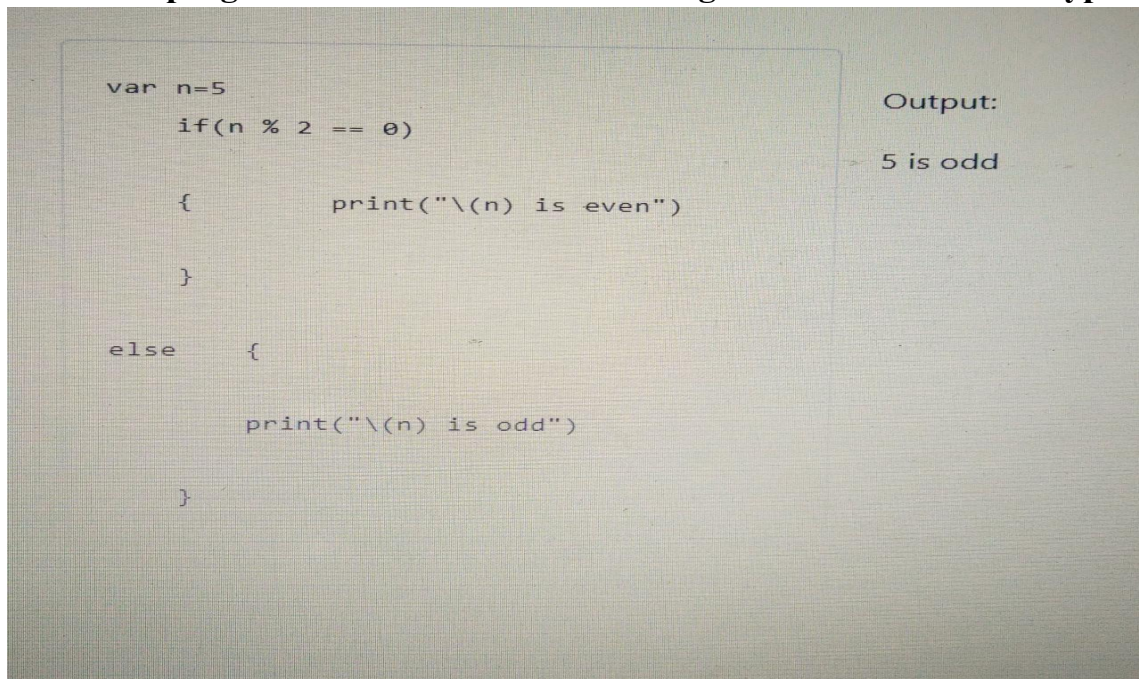 var n=5
if(n % 2 == 0)
{ print("\(n) is even")
}
else {
print("\(n) is odd")
}
Output:
5 is odd